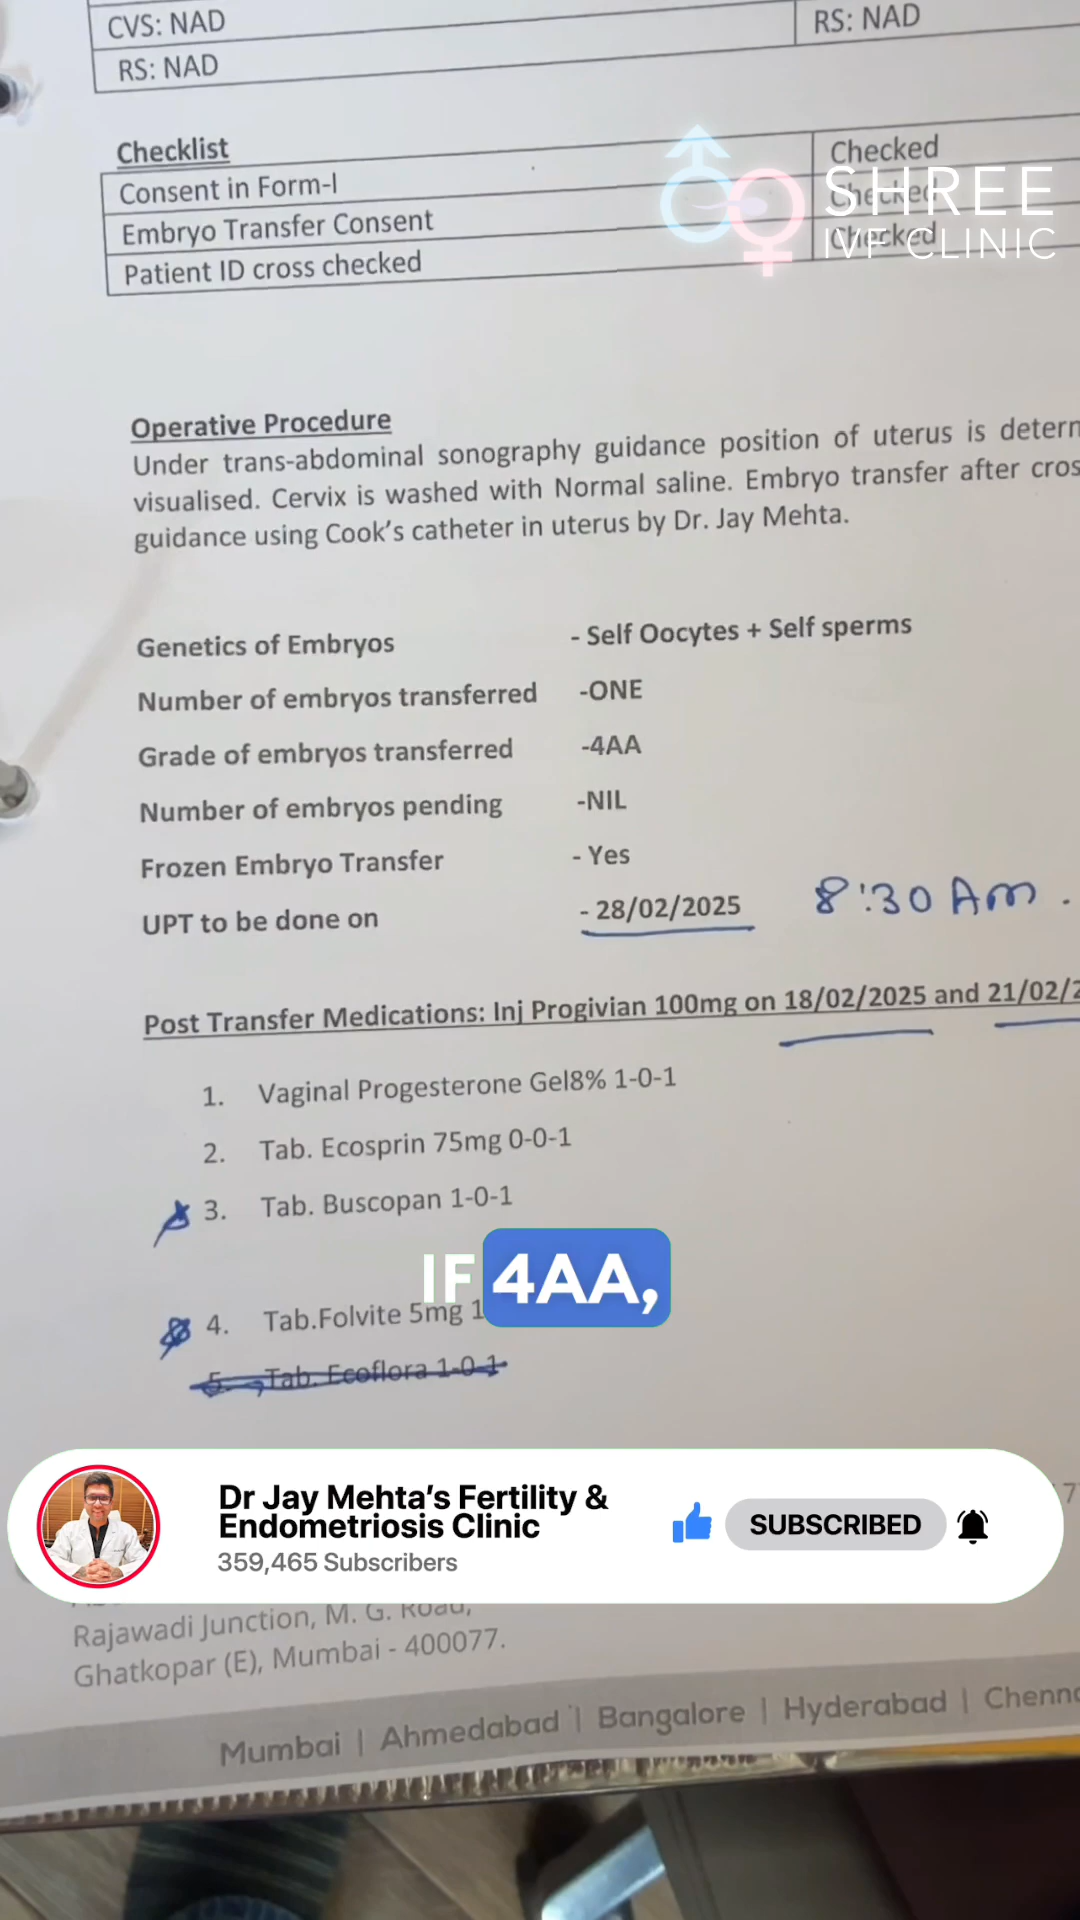 CVS: NAD
RS: NAD
RS: NAD
Checklist
Consent in Form-I Checked
Embryo Transfer Consent Checked
Patient ID cross checked Checked
SHREE
IVF CLINIC
Operative Procedure
Under trans-abdominal sonography guidance position of uterus is
visualised. Cervix is washed with Normal saline. Embryo transfer after
guidance using Cook's catheter in uterus by Dr. Jay Mehta.
Genetics of Embryos - Self Oocytes + Self sperms
Number of embryos transferred -ONE
Grade of embryos transferred -4AA
Number of embryos pending -NIL
Frozen Embryo Transfer - Yes
UPT to be done on - 28/02/2025 8:30 Am.
Post Transfer Medications: Inj Progivian 100mg on 18/02/2025 and 21/02/2
1. Vaginal Progesterone Gel8% 1-0-1
2. Tab. Ecosprin 75mg 0-0-1
3. Tab. Buscopan 1-0-1
IF 4AA,
4. Tab.Folvite 5mg 1
5. Tab. Ecoflora 1-0-1
Dr Jay Mehta's Fertility &
Endometriosis Clinic
359,465 Subscribers
SUBSCRIBED
Rajawadi Junction, M. G. Road,
Ghatkopar (E), Mumbai - 400077.
Mumbai | Ahmedabad | Bangalore | Hyderabad |